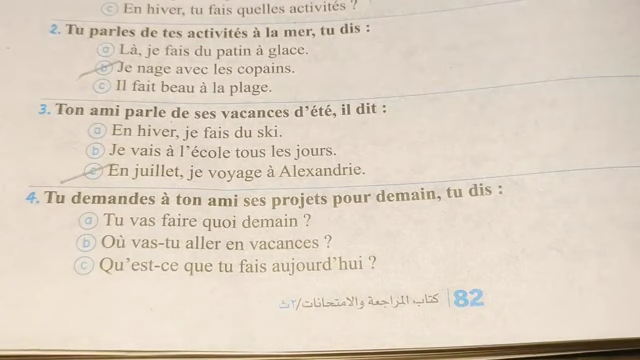 ⓒ En hiver, tu fais quelles activités ?
2. Tu parles de tes activités à la mer, tu dis :
ⓐ Là, je fais du patin à glace.
ⓑ Je nage avec les copains.
ⓒ Il fait beau à la plage.
3. Ton ami parle de ses vacances d'été, il dit :
ⓐ En hiver, je fais du ski.
ⓑ Je vais à l'école tous les jours.
ⓒ En juillet, je voyage à Alexandrie.
4. Tu demandes à ton ami ses projets pour demain, tu dis :
ⓐ Tu vas faire quoi demain ?
ⓑ Où vas-tu aller en vacances ?
ⓒ Qu'est-ce que tu fais aujourd'hui ?
82 | كتاب المراجعة والامتحانات/٢ث